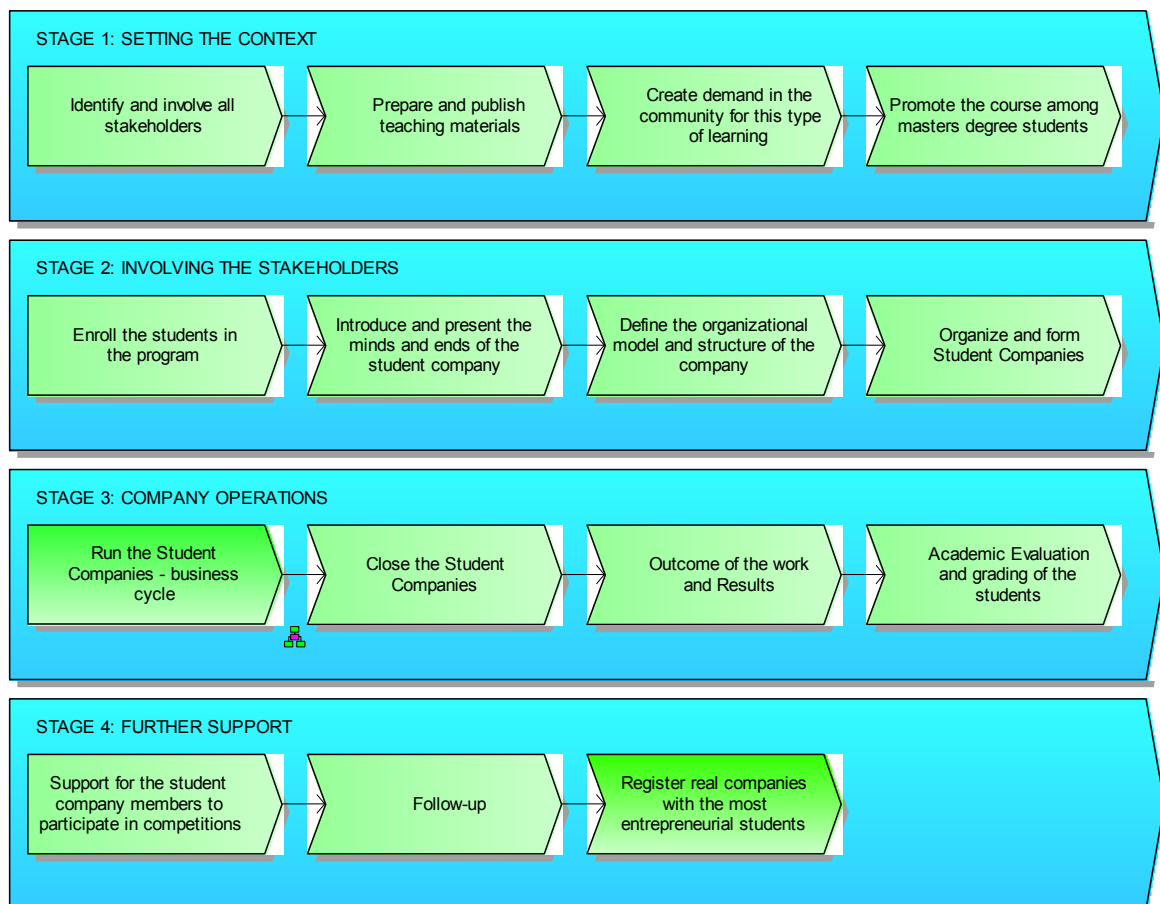 STAGE 1: SETTING THE CONTEXT
Identify and involve all
stakeholders
Prepare and publish
teaching materials
Create demand in the
community for this type
of learning
Promote the course among
masters degree students
STAGE 2: INVOLVING THE STAKEHOLDERS
Enroll the students in
the program
Introduce and present the
minds and ends of the
student company
Define the organizational
model and structure of the
company
Organize and form
Student Companies
STAGE 3: COMPANY OPERATIONS
Run the Student
Companies - business
cycle
Close the Student
Companies
Outcome of the work
and Results
Academic Evaluation
and grading of the
students
STAGE 4: FURTHER SUPPORT
Support for the student
company members to
participate in competitions
Follow-up
Register real companies
with the most
entrepreneurial students